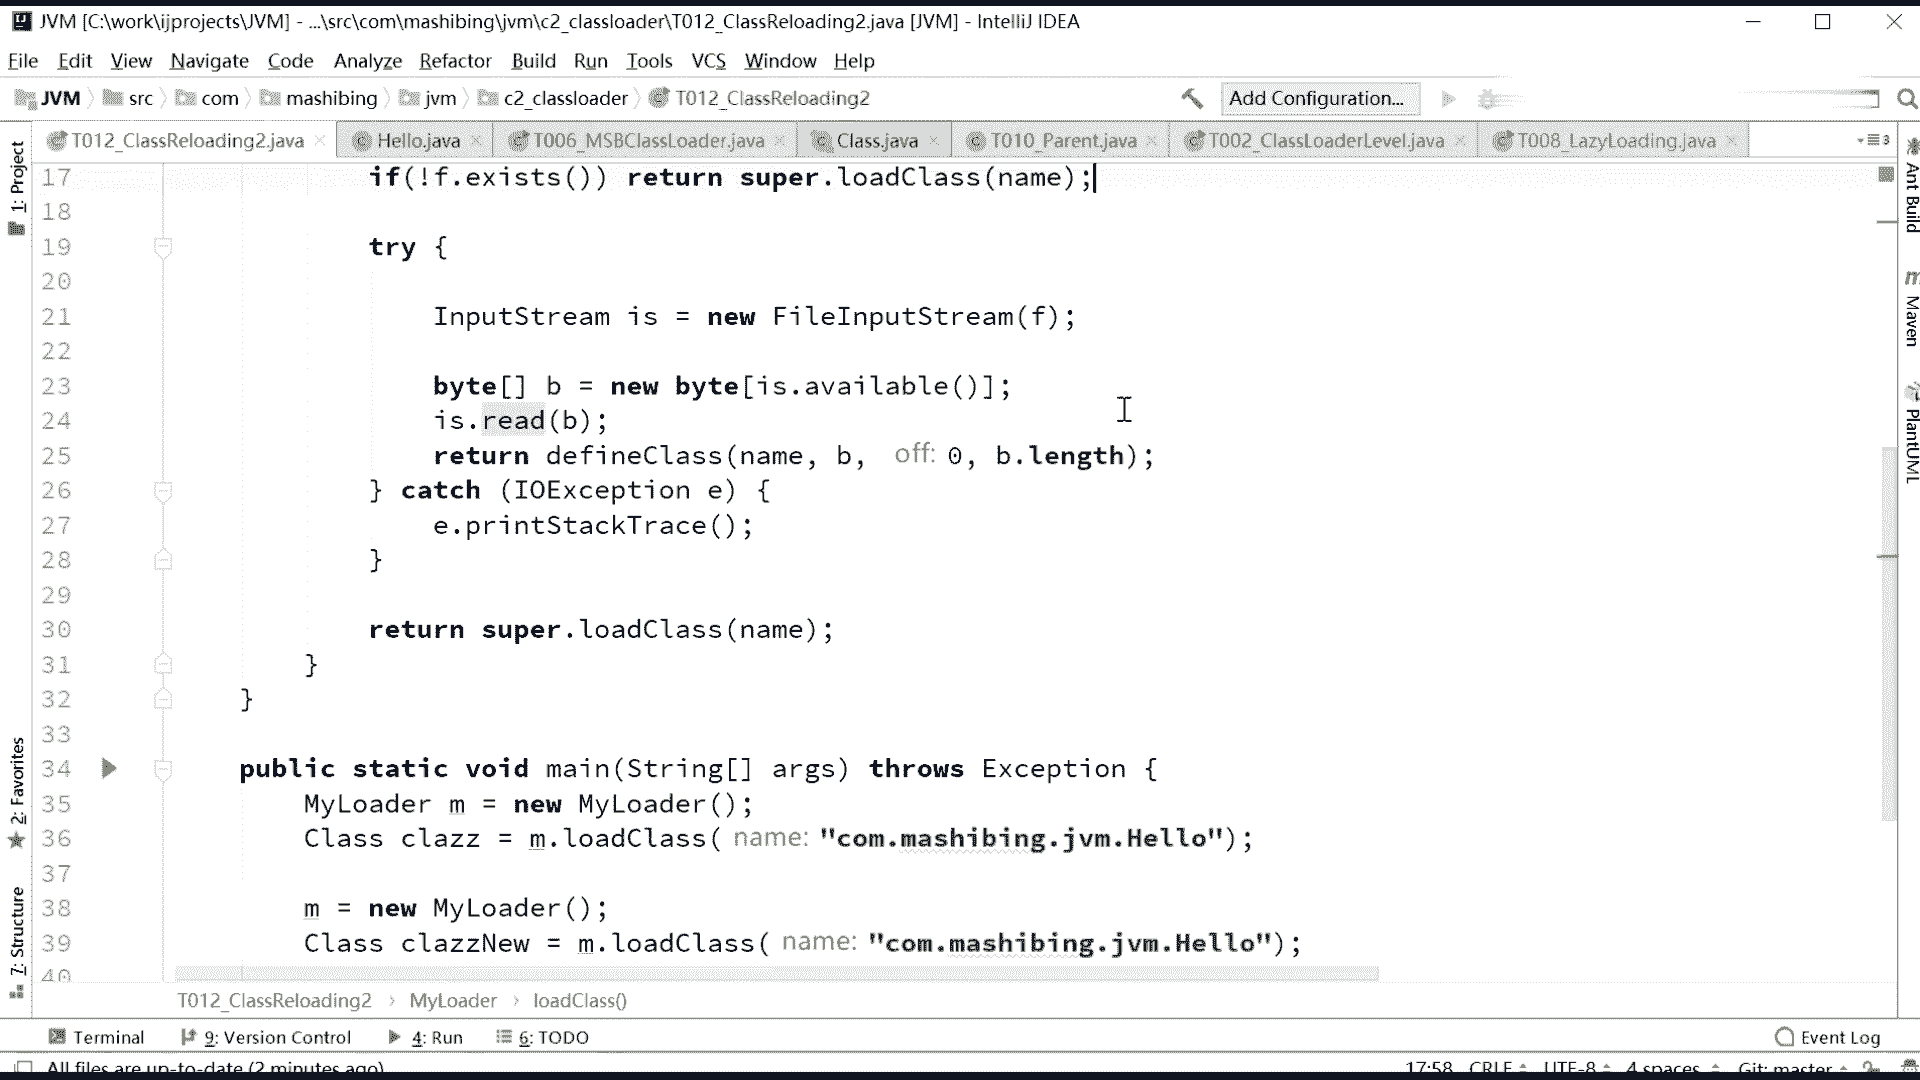 JVM [C:\work\ijprojects\JVM] - ...\src\com\mashibing\jvm\c2_classloader\T012_ClassReloading2.java [JVM] - IntelliJ IDEA
File Edit View Navigate Code Analyze Refactor Build Run Tools VCS Window Help
JVM src com mashibing jvm c2_classloader T012_ClassReloading2 Add Configuration...
T012_ClassReloading2.java Hello.java T006_MSBClassLoader.java Class.java T010_Parent.java T002_ClassLoaderLevel.java T008_LazyLoading.java 3
1: Project
2: Favorites
7: Structure
17 if(!f.exists()) return super.loadClass(name);
18
19 try {
20
21 InputStream is = new FileInputStream(f);
22
23 byte[] b = new byte[is.available()];
24 is.read(b);
25 return defineClass(name, b, off: 0, b.length);
26 } catch (IOException e) {
27 e.printStackTrace();
28 }
29
30 return super.loadClass(name);
31 }
32 }
33
34 public static void main(String[] args) throws Exception {
35 MyLoader m = new MyLoader();
36 Class clazz = m.loadClass( name: "com.mashibing.jvm.Hello");
37
38 m = new MyLoader();
39 Class clazzNew = m.loadClass( name: "com.mashibing.jvm.Hello");
40
Ant Build
m Maven
PlantUML
T012_ClassReloading2 › MyLoader › loadClass()
Terminal 9: Version Control 4: Run 6: TODO Event Log
All files are up-to-date (2 minutes ago) 17:58 CRLF UTF-8 4 spaces Git: master